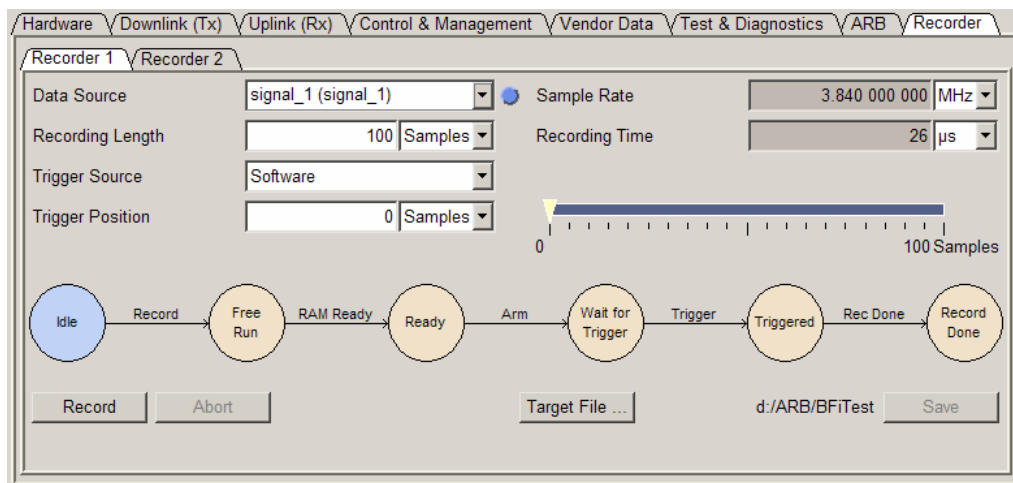 Hardware Downlink (Tx) Uplink (Rx) Control & Management Vendor Data Test & Diagnostics ARB Recorder
Recorder 1 Recorder 2
Data Source signal_1 (signal_1) Sample Rate 3.840 000 000 MHz
Recording Length 100 Samples Recording Time 26 µs
Trigger Source Software
Trigger Position 0 Samples
0 100 Samples
Idle Record Free Run RAM Ready Ready Arm Wait for Trigger Trigger Triggered Rec Done Record Done
Record Abort Target File ... d:/ARB/BFiTest Save